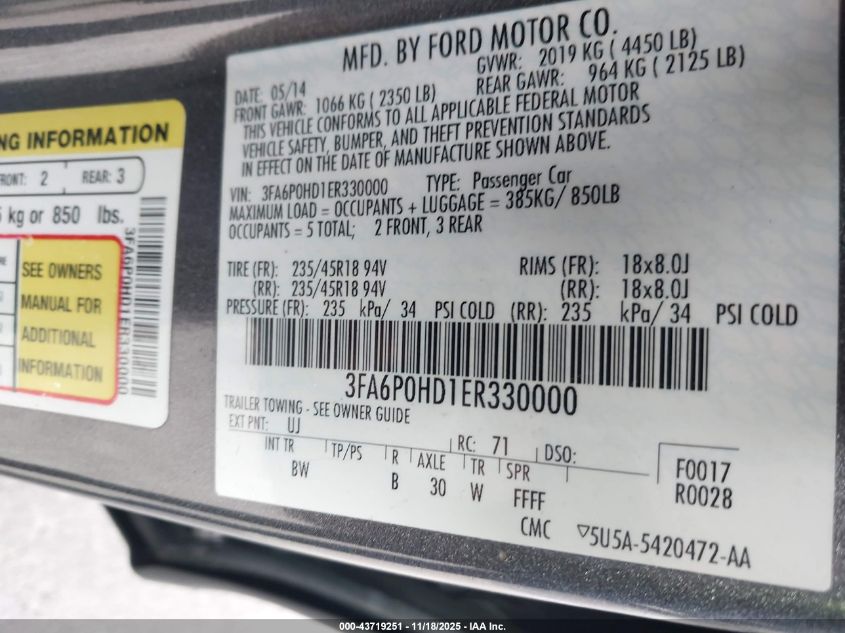 MFD. BY FORD MOTOR CO.
DATE: 05/14 GVWR: 2019 KG ( 4450 LB)
FRONT GAWR: 1066 KG ( 2350 LB) REAR GAWR: 964 KG ( 2125 LB)
THIS VEHICLE CONFORMS TO ALL APPLICABLE FEDERAL MOTOR
VEHICLE SAFETY, BUMPER, AND THEFT PREVENTION STANDARDS
IN EFFECT ON THE DATE OF MANUFACTURE SHOWN ABOVE.
VIN: 3FA6P0HD1ER330000 TYPE: Passenger Car
MAXIMUM LOAD = OCCUPANTS + LUGGAGE = 385KG/ 850LB
OCCUPANTS = 5 TOTAL; 2 FRONT, 3 REAR
TIRE (FR): 235/45R18 94V RIMS (FR): 18x8.0J
(RR): 235/45R18 94V (RR): 18x8.0J
PRESSURE (FR): 235 kPa/ 34 PSI COLD (RR): 235 kPa/ 34 PSI COLD
3FA6P0HD1ER330000
TRAILER TOWING - SEE OWNER GUIDE
EXT PNT: UJ RC: 71 DSO:
INT TR TP/PS R AXLE TR SPR
BW B 30 W FFFF
F0017
R0028
CMC ▽5U5A-5420472-AA
NG INFORMATION
FRONT: 2 REAR: 3
kg or 850 lbs.
SEE OWNERS
MANUAL FOR
ADDITIONAL
INFORMATION
3FA6P0HD1ER330000
000-43719251 - 11/18/2025 - IAA Inc.